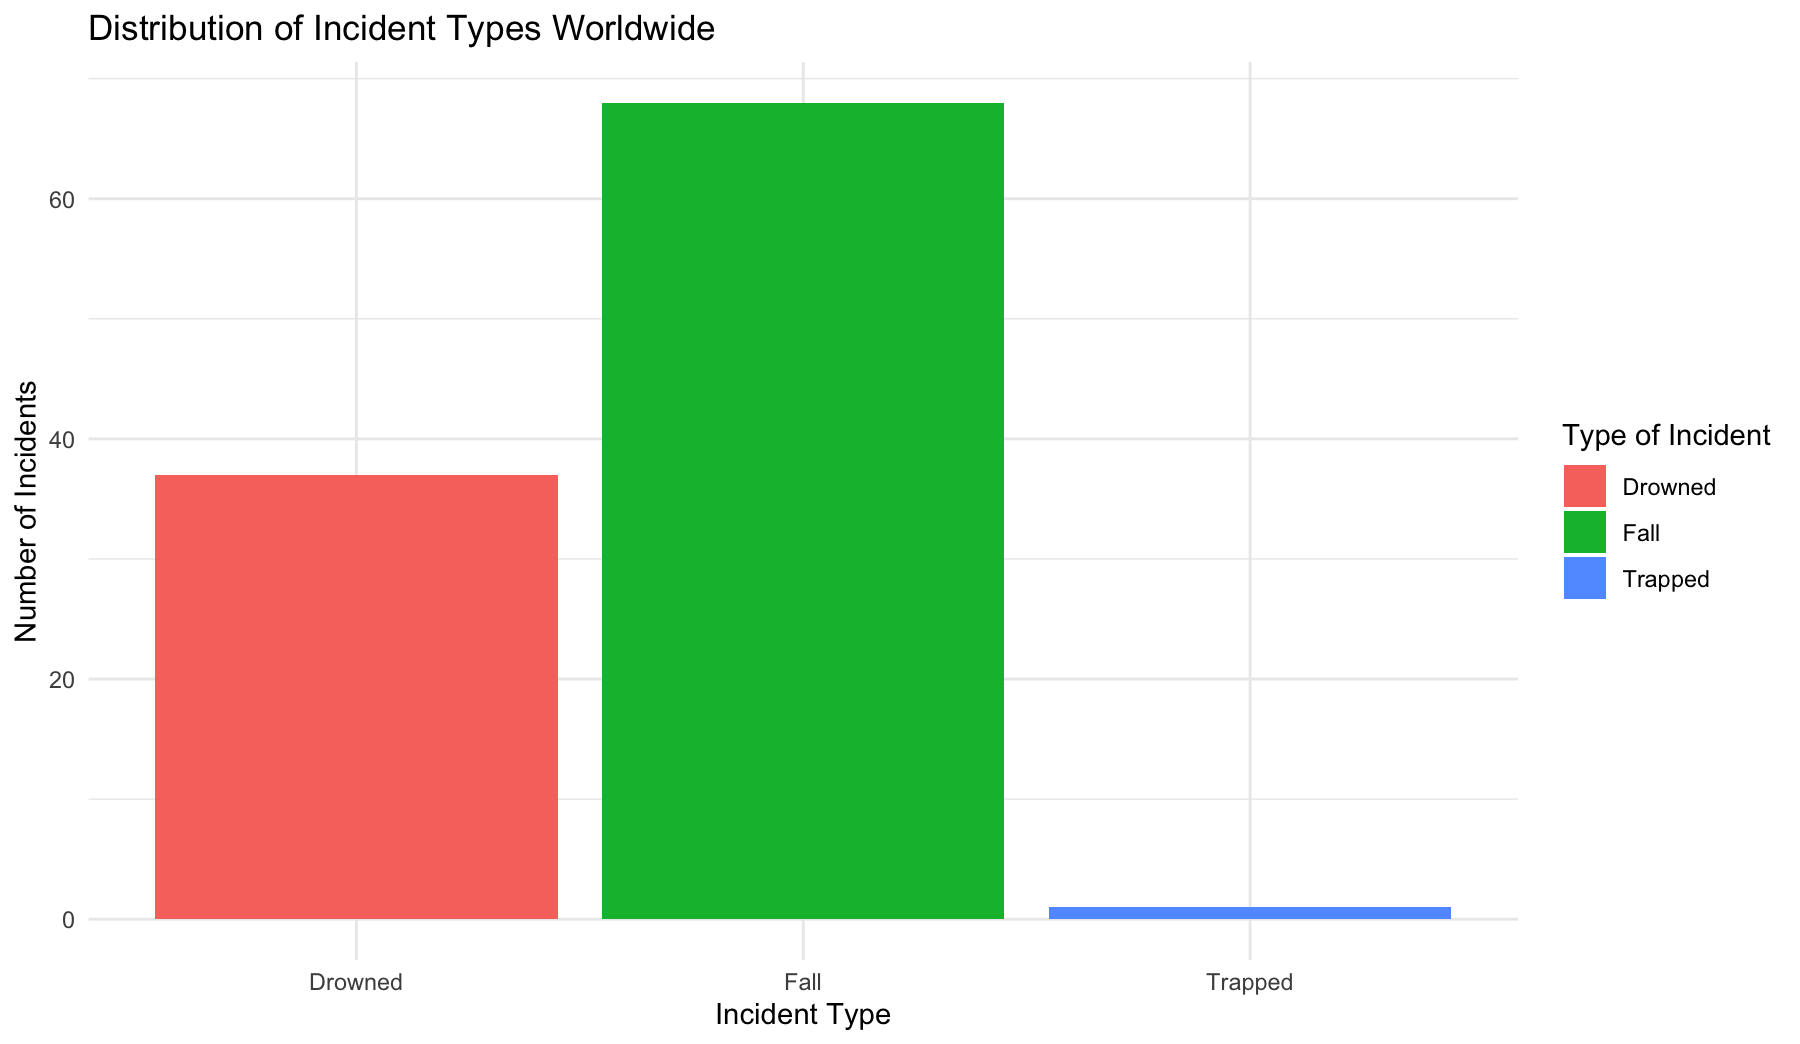 Distribution of Incident Types Worldwide
Number of Incidents
60
40
20
0
Drowned
Fall
Trapped
Incident Type
Type of Incident
Drowned
Fall
Trapped